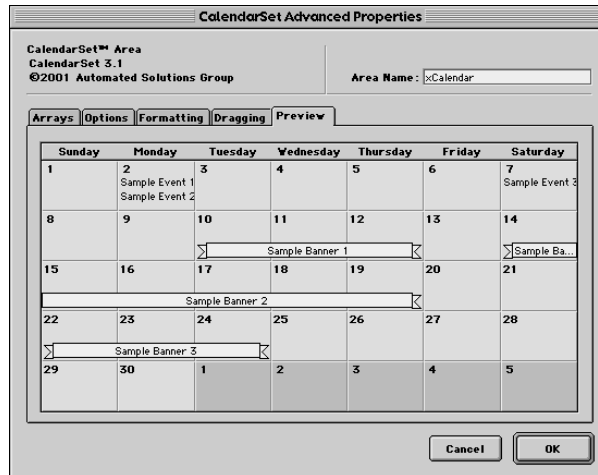 CalendarSet Advanced Properties
CalendarSet™ Area
CalendarSet 3.1
©2001 Automated Solutions Group
Area Name: xCalendar
Arrays Options Formatting Dragging Preview
Sunday Monday Tuesday Wednesday Thursday Friday Saturday
1 2 3 4 5 6 7
Sample Event 1 Sample Event 3
Sample Event 2
8 9 10 11 12 13 14
Sample Banner 1 Sample Ba...
15 16 17 18 19 20 21
Sample Banner 2
22 23 24 25 26 27 28
Sample Banner 3
29 30 1 2 3 4 5
Cancel OK